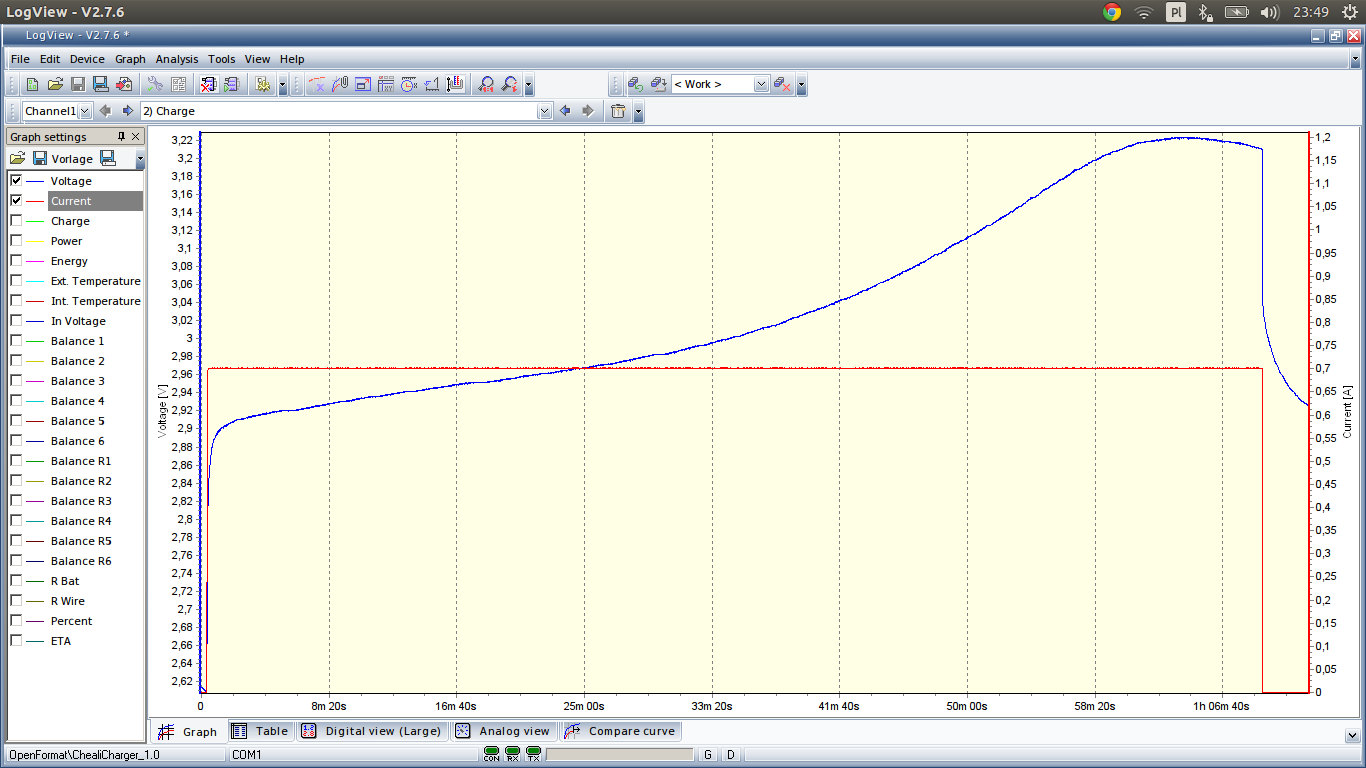 LogView - V2.7.6
Pl
23:49
LogView - V2.7.6 *
File Edit Device Graph Analysis Tools View Help
< Work >
Channel1
2) Charge
Graph settings
Vorlage
Voltage
Current
Charge
Power
Energy
Ext. Temperature
Int. Temperature
In Voltage
Balance 1
Balance 2
Balance 3
Balance 4
Balance 5
Balance 6
Balance R1
Balance R2
Balance R3
Balance R4
Balance R5
Balance R6
R Bat
R Wire
Percent
ETA
Voltage [V]
3,22
3,2
3,18
3,16
3,14
3,12
3,1
3,08
3,06
3,04
3,02
3
2,98
2,96
2,94
2,92
2,9
2,88
2,86
2,84
2,82
2,8
2,78
2,76
2,74
2,72
2,7
2,68
2,66
2,64
2,62
0 8m 20s 16m 40s 25m 00s 33m 20s 41m 40s 50m 00s 58m 20s 1h 06m 40s
1,2
1,15
1,1
1,05
1
0,95
0,9
0,85
0,8
0,75
0,7
0,65
0,6
0,55
0,5
0,45
0,4
0,35
0,3
0,25
0,2
0,15
0,1
0,05
0
Current [A]
Graph Table Digital view (Large) Analog view Compare curve
OpenFormat\ChealiCharger_1.0 COM1 CON RX TX G D